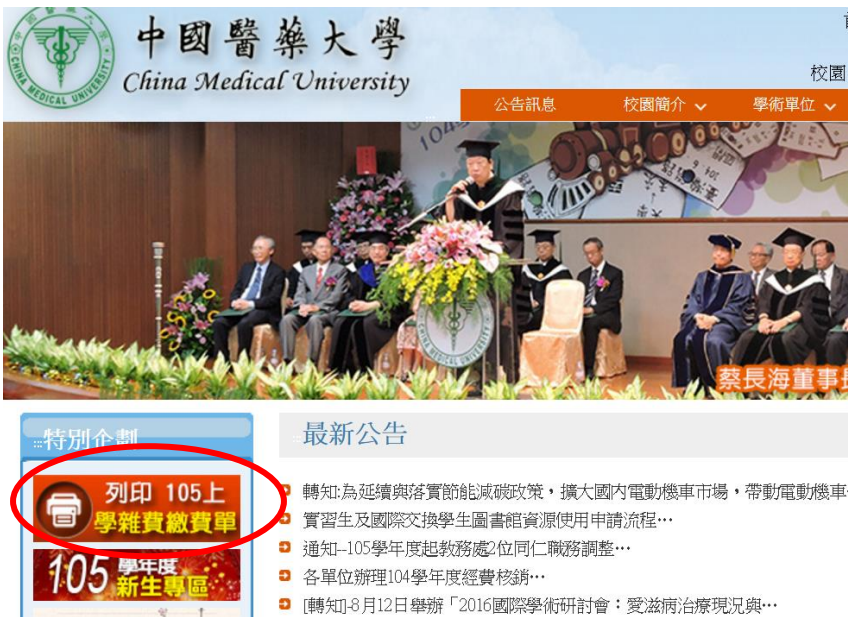 中國醫藥大學
China Medical University
校園
公告訊息 校園簡介 學術單位
蔡長海董事長
特別企劃
最新公告
列印 105上
學雜費繳費單
105 學年度
新生專區
轉知:為延續與落實節能減碳政策,擴大國內電動機車市場,帶動電動機車
實習生及國際交換學生圖書館資源使用申請流程…
通知--105學年度起教務處2位同仁職務調整…
各單位辦理104學年度經費核銷…
[轉知]-8月12日舉辦「2016國際學術研討會:愛滋病治療現況與…